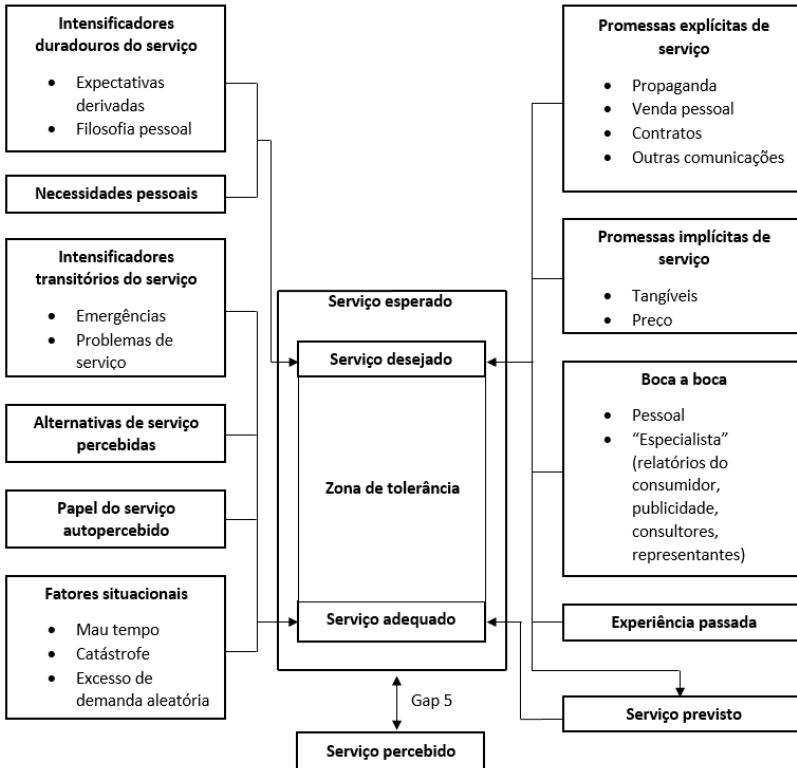 Intensificadores
duradouros do serviço
• Expectativas
derivadas
• Filosofia pessoal
Necessidades pessoais
Intensificadores
transitórios do serviço
• Emergências
• Problemas de
serviço
Alternativas de serviço
percebidas
Papel do serviço
autopercebido
Fatores situacionais
• Mau tempo
• Catástrofe
• Excesso de
demanda aleatória
Serviço esperado
Serviço desejado
Zona de tolerância
Serviço adequado
Gap 5
Serviço percebido
Promessas explícitas de
serviço
• Propaganda
• Venda pessoal
• Contratos
• Outras comunicações
Promessas implícitas de
serviço
• Tangíveis
• Preço
Boca a boca
• Pessoal
• “Especialista”
(relatórios do
consumidor,
publicidade,
consultores,
representantes)
Experiência passada
Serviço previsto